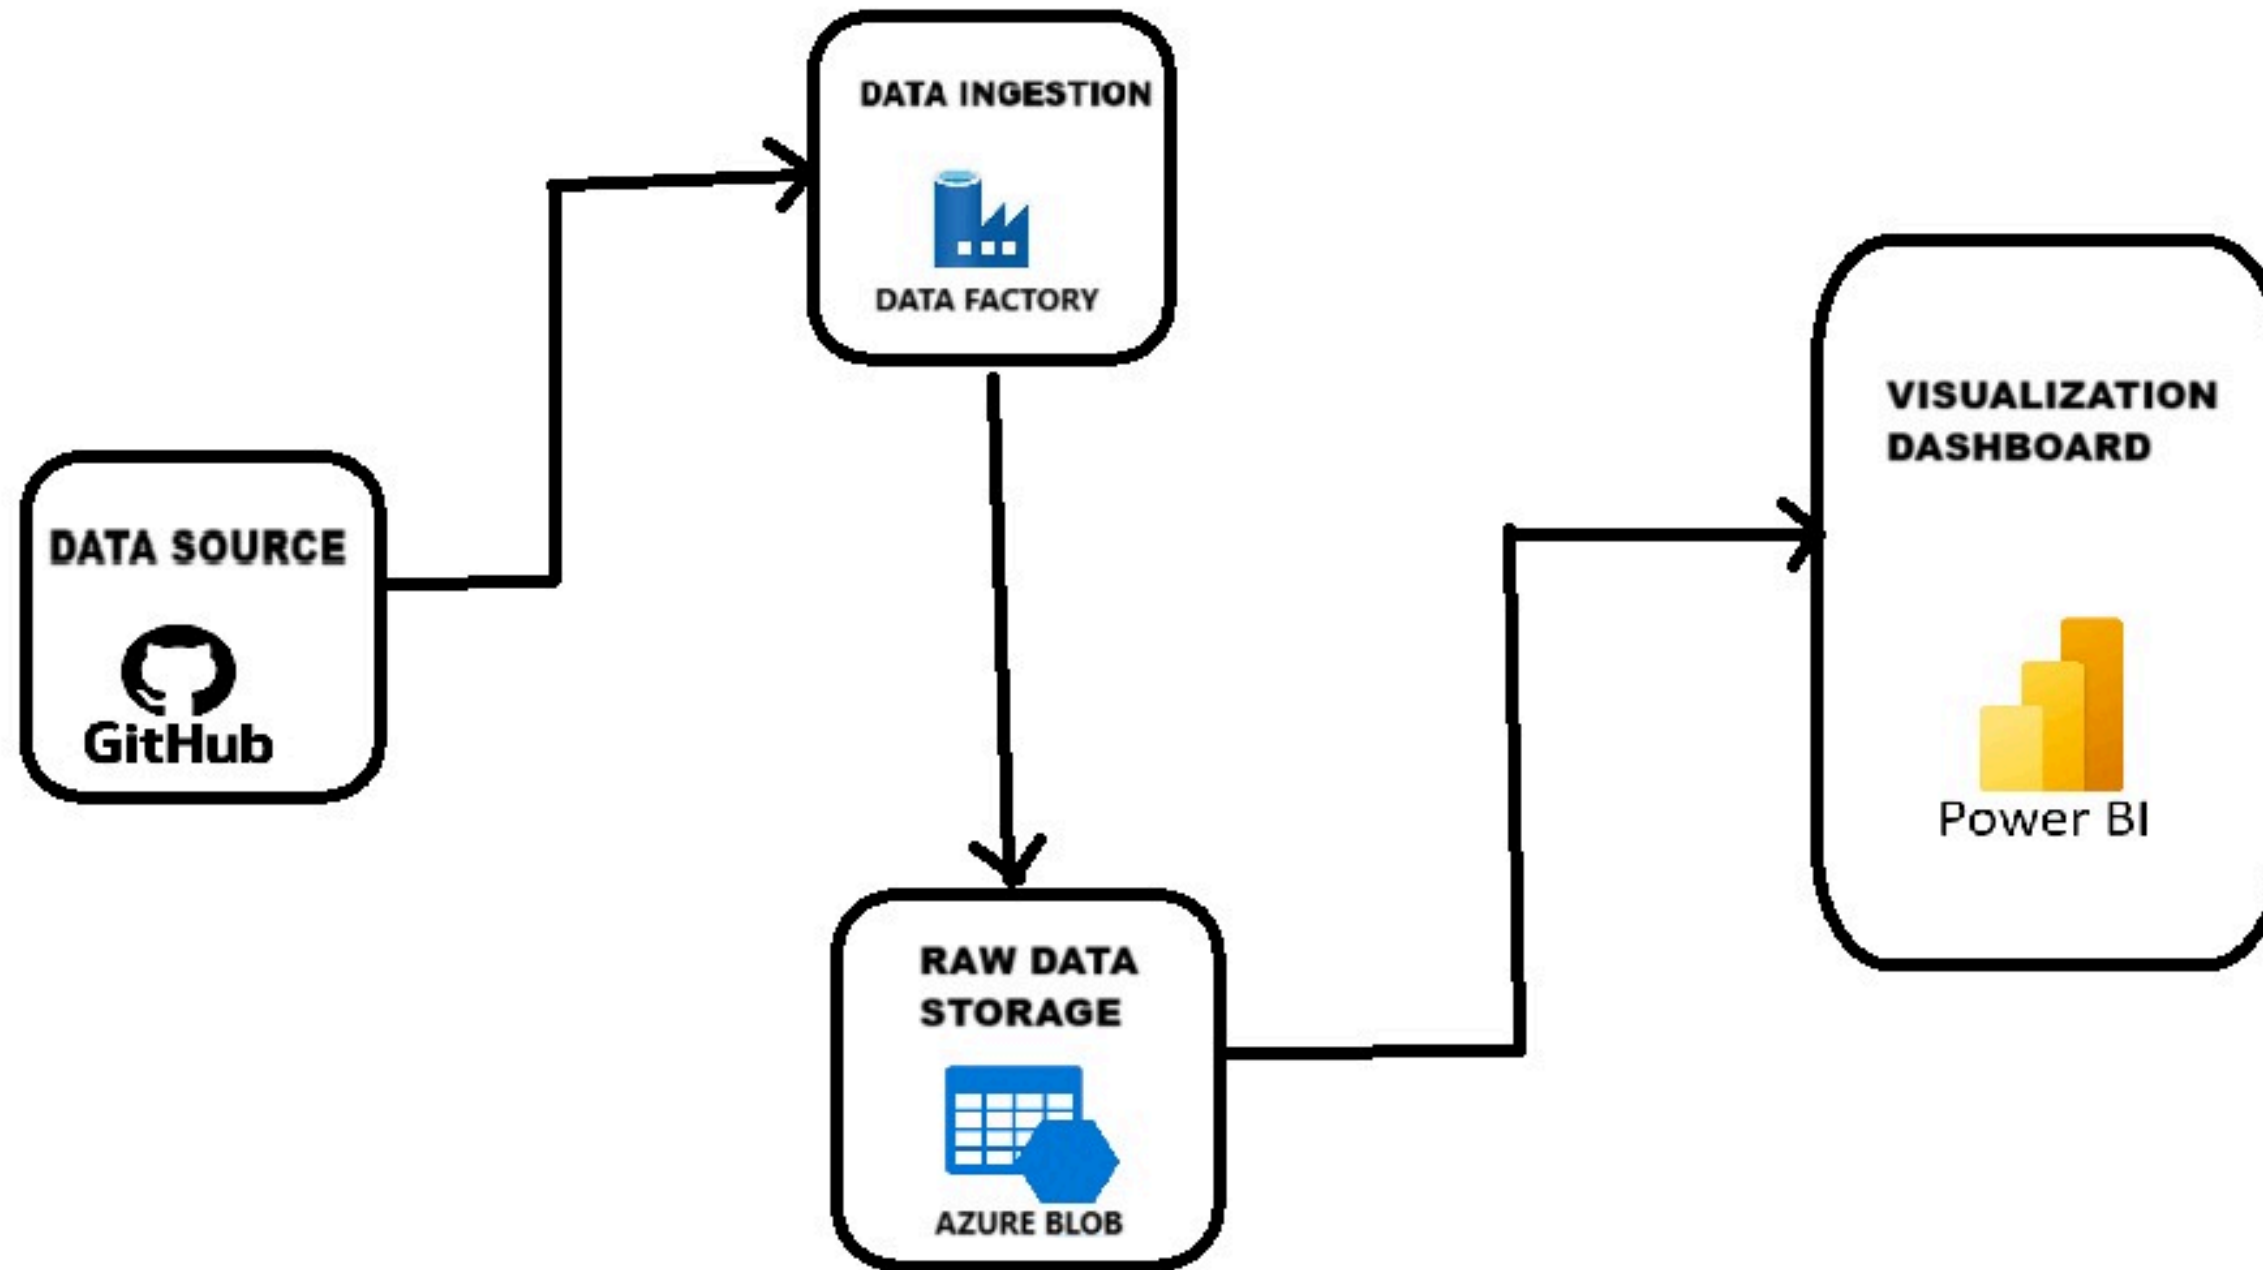 DATA SOURCE
GitHub
DATA INGESTION
DATA FACTORY
RAW DATA
STORAGE
AZURE BLOB
VISUALIZATION
DASHBOARD
Power BI